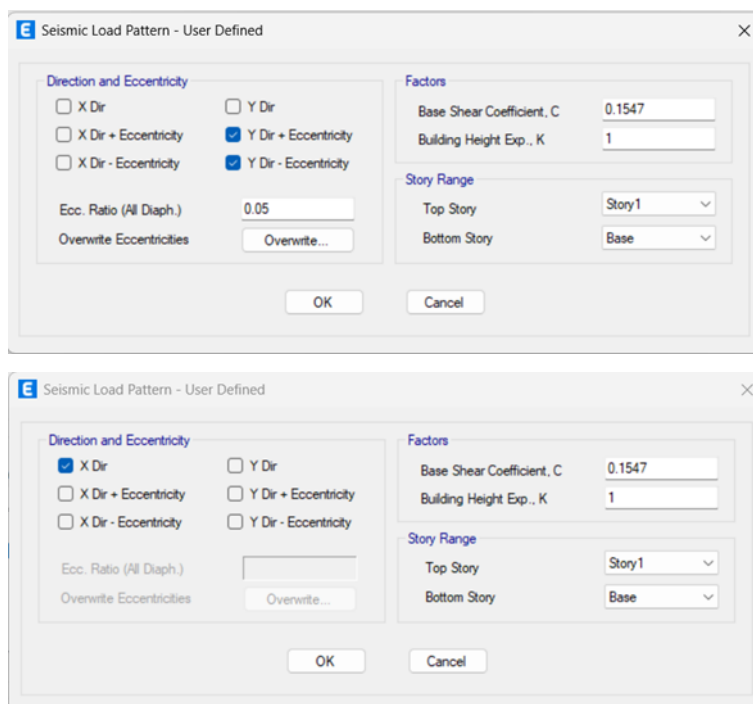 E Seismic Load Pattern - User Defined
Direction and Eccentricity
X Dir
Y Dir
X Dir + Eccentricity
Y Dir + Eccentricity
X Dir - Eccentricity
Y Dir - Eccentricity
Ecc. Ratio (All Diaph.)
0.05
Overwrite Eccentricities
Overwrite...
Factors
Base Shear Coefficient, C
0.1547
Building Height Exp., K
1
Story Range
Top Story
Story1
Bottom Story
Base
OK
Cancel
E Seismic Load Pattern - User Defined
Direction and Eccentricity
X Dir
Y Dir
X Dir + Eccentricity
Y Dir + Eccentricity
X Dir - Eccentricity
Y Dir - Eccentricity
Ecc. Ratio (All Diaph.)
Overwrite Eccentricities
Overwrite...
Factors
Base Shear Coefficient, C
0.1547
Building Height Exp., K
1
Story Range
Top Story
Story1
Bottom Story
Base
OK
Cancel